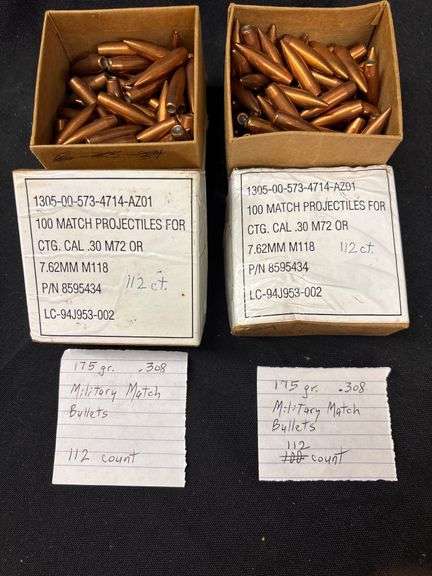 1305-00-573-4714-AZ01
100 MATCH PROJECTILES FOR
CTG. CAL .30 M72 OR
7.62MM M118
P/N 8595434
112 ct.
LC-94J953-002
1305-00-573-4714-AZ01
100 MATCH PROJECTILES FOR
CTG. CAL .30 M72 OR
7.62MM M118
112 ct.
P/N 8595434
LC-94J953-002
175 gr. .308
Military Match
Bullets
112 count
175 gr. .308
Military Match
Bullets
112
100 count